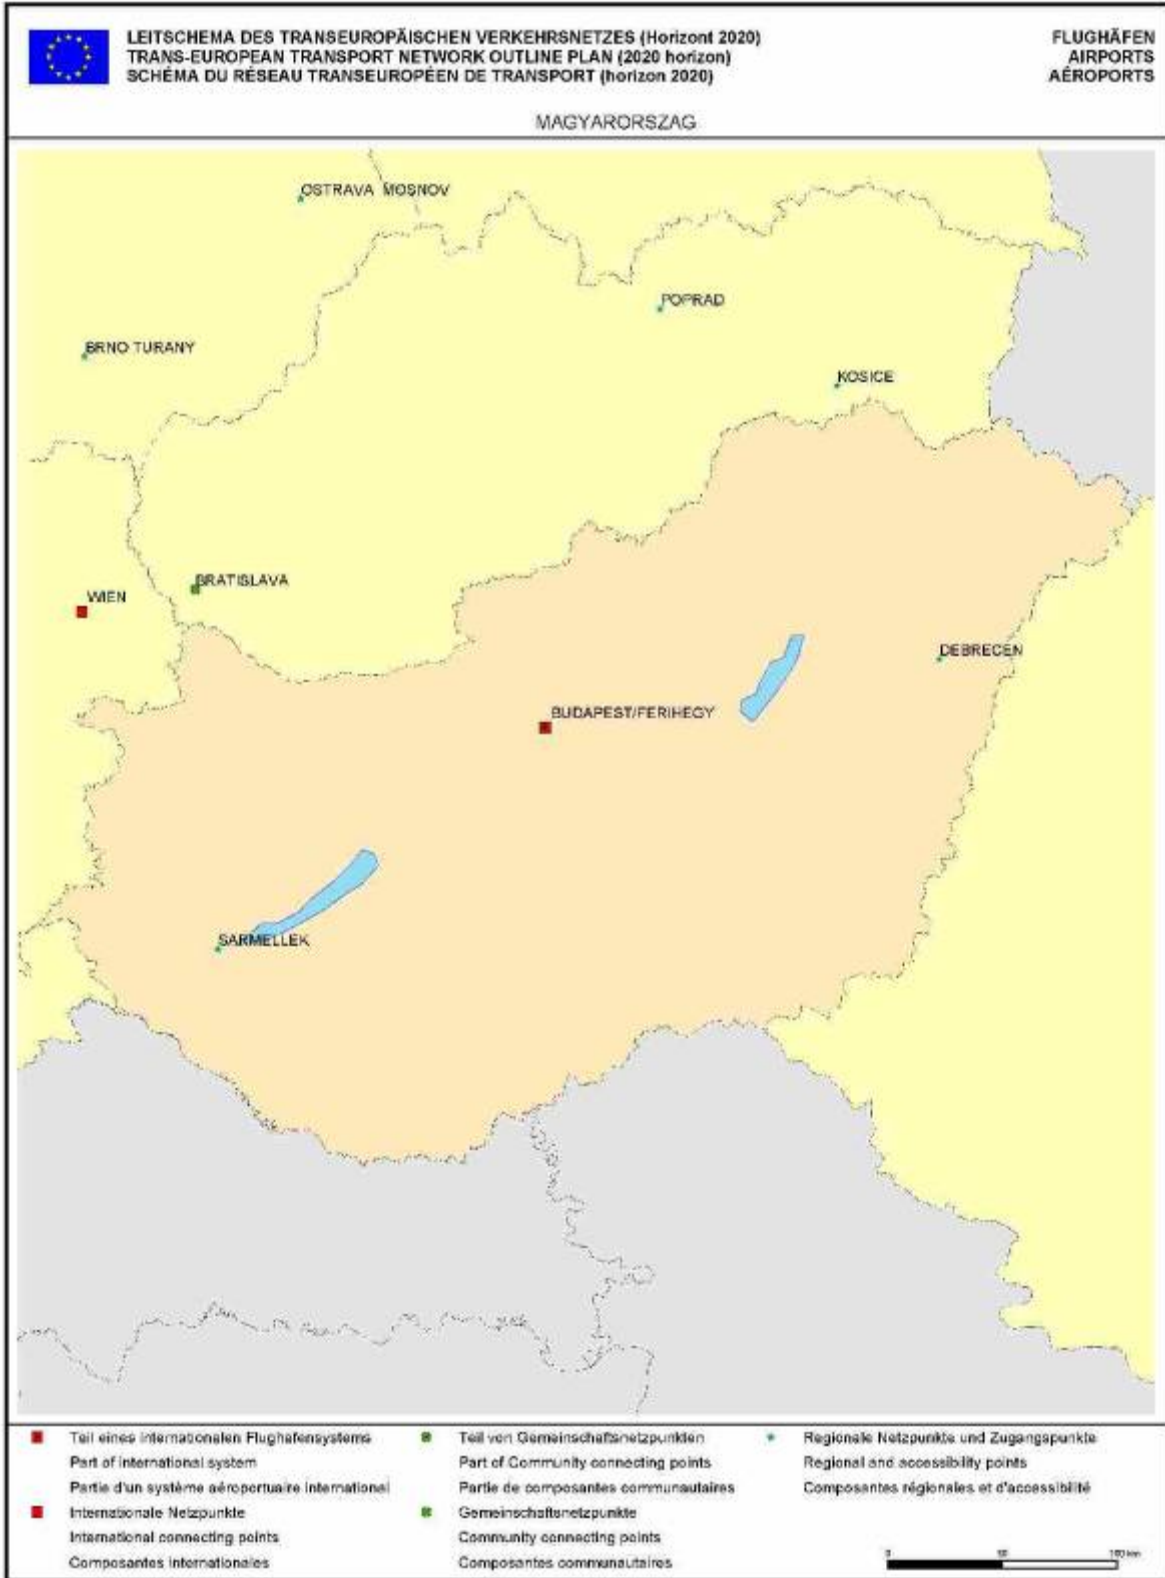 LEITSCHEMA DES TRANSEUROPÄISCHEN VERKEHRSNETZES (Horizont 2020)
TRANS-EUROPEAN TRANSPORT NETWORK OUTLINE PLAN (2020 horizon)
SCHÉMA DU RÉSEAU TRANSEUROPÉEN DE TRANSPORT (horizon 2020)
FLUGHÄFEN
AIRPORTS
AÉROPORTS
MAGYARORSZAG
OSTRAVA MOSNOV
POPRAD
BRNO TURANY
KOSICE
BRATISLAVA
WIEN
DEBRECEN
BUDAPEST/FERIHEGY
SARMELLEK
Teil eines internationalen Flughafensystems
Part of international system
Partie d'un système aéroportuaire international
Internationale Netzpunkte
International connecting points
Composantes internationales
Teil von Gemeinschaftsnetzpunkten
Part of Community connecting points
Partie de composantes communautaires
Gemeinschaftsnetzpunkte
Community connecting points
Composantes communautaires
Regionale Netzpunkte und Zugangspunkte
Regional and accessibility points
Composantes régionales et d'accessibilité
0 50 100 km